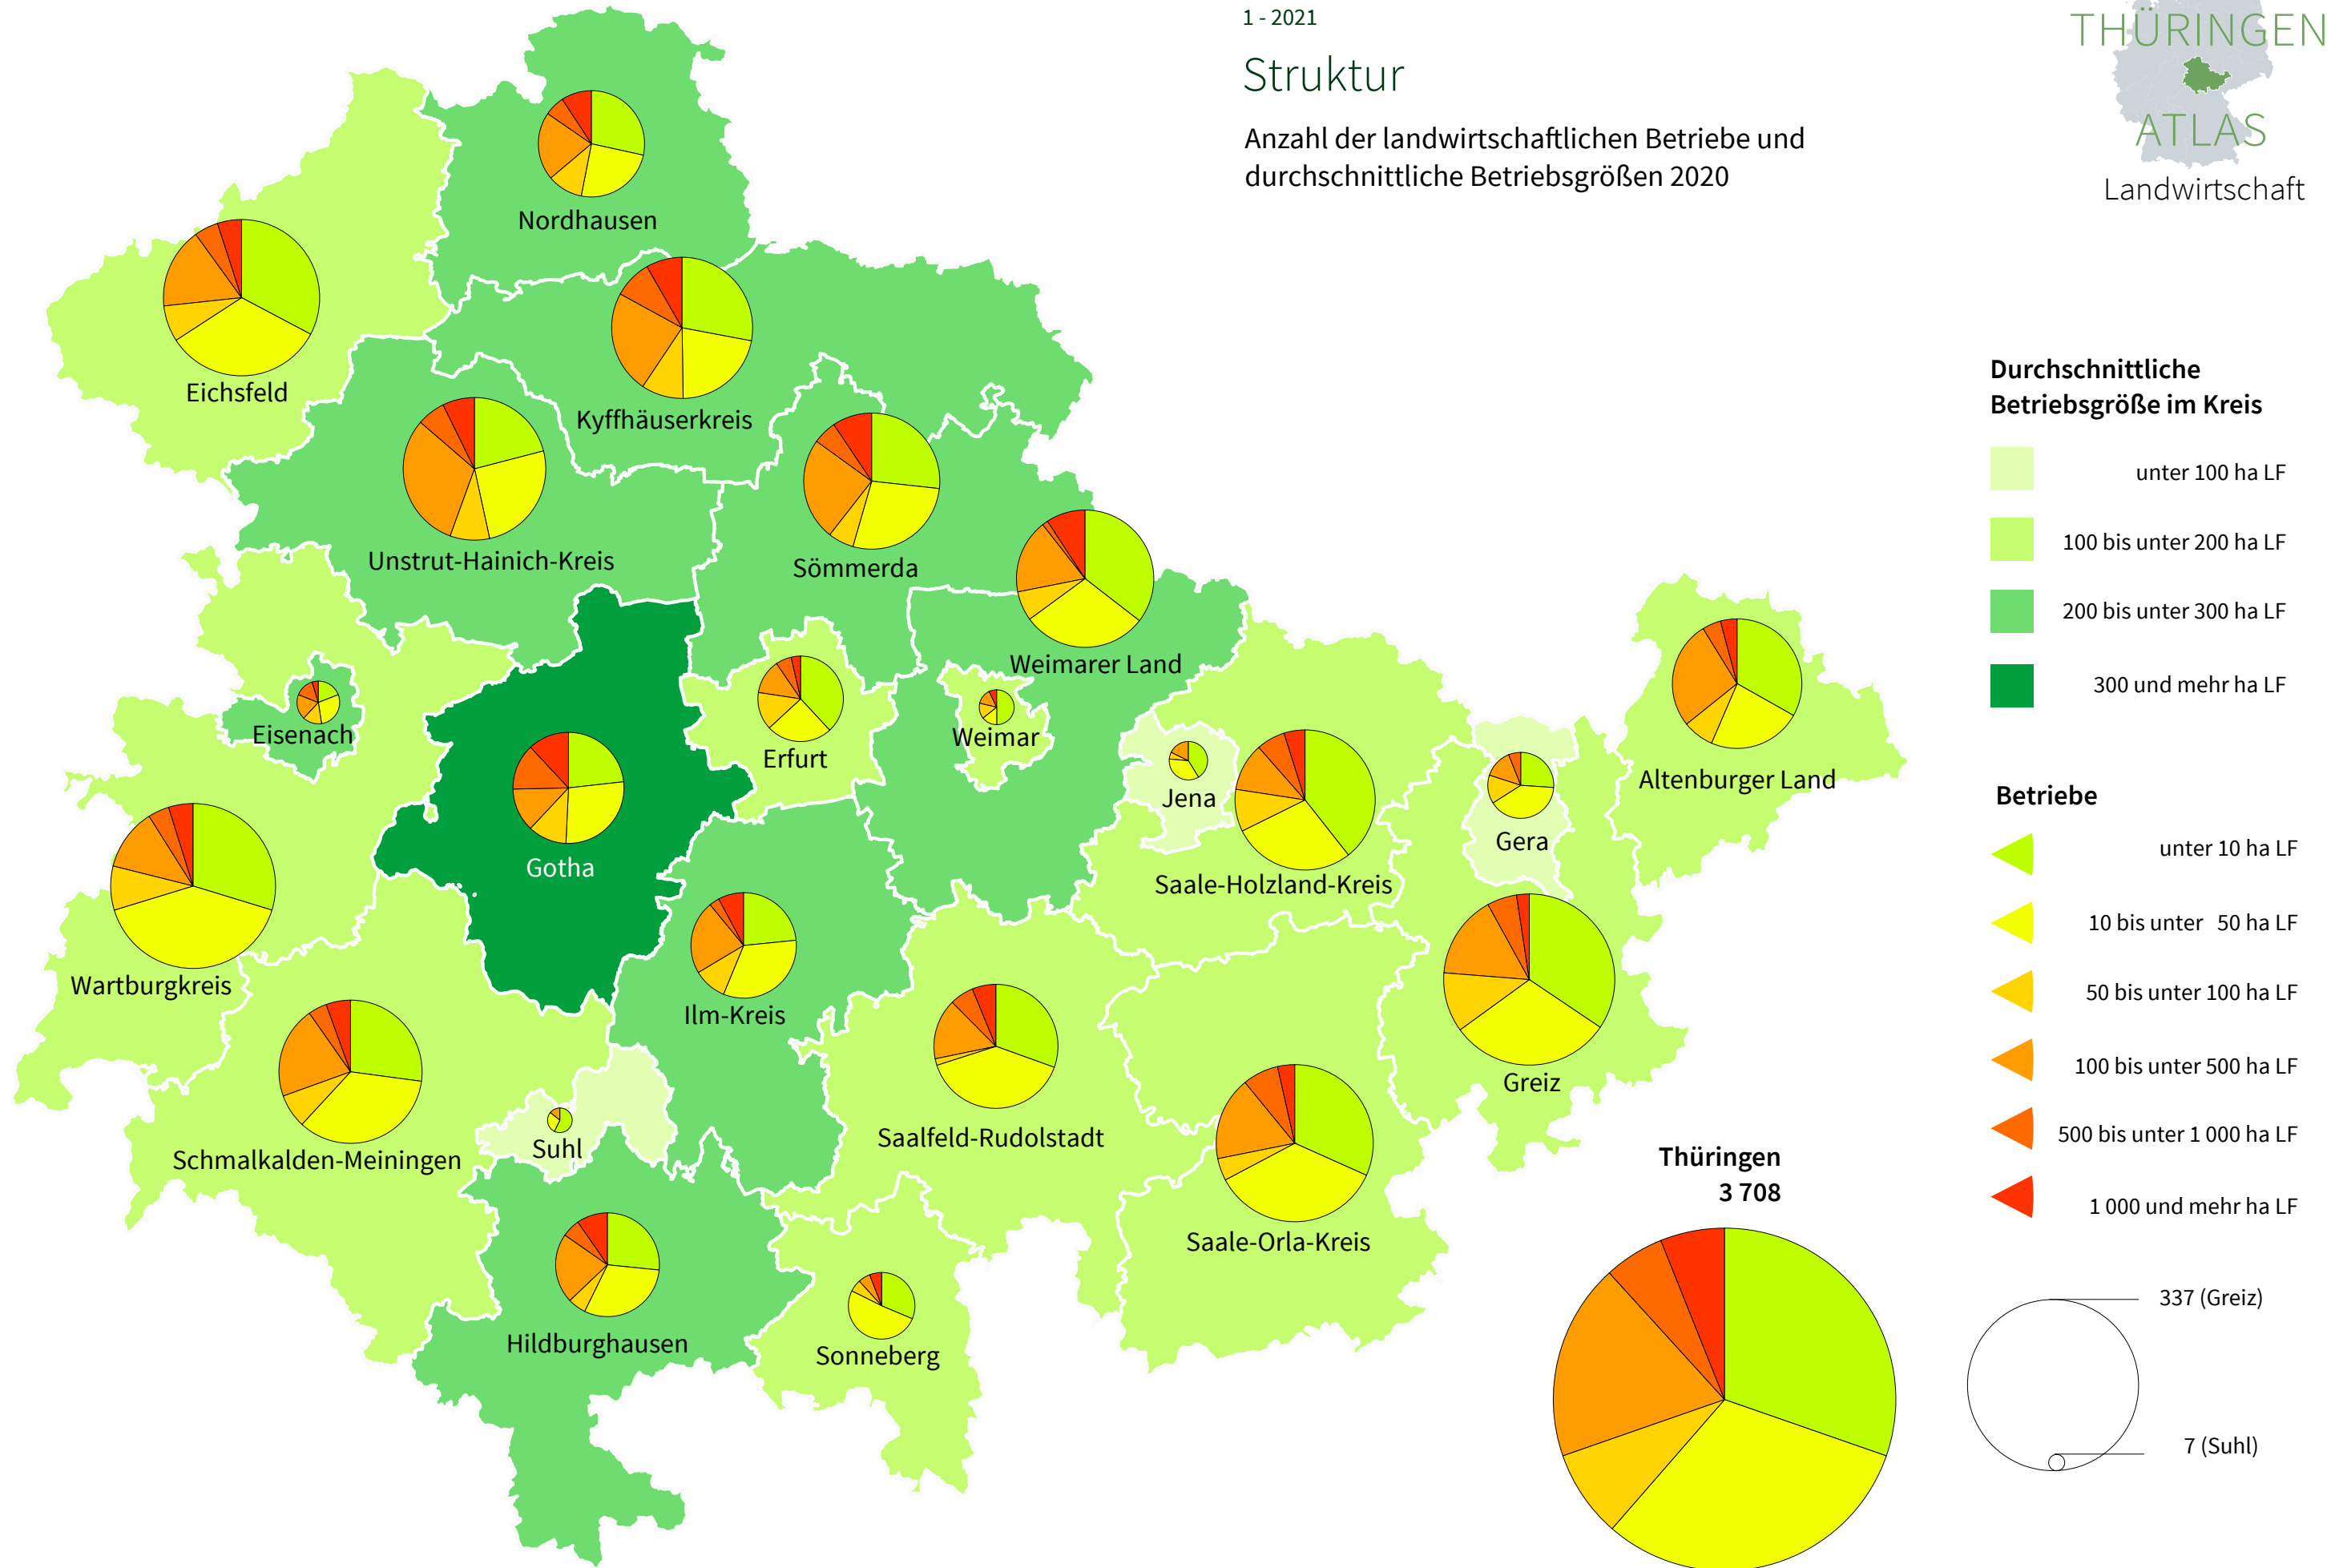 1 - 2021
Struktur
Anzahl der landwirtschaftlichen Betriebe und
durchschnittliche Betriebsgrößen 2020
THÜRINGEN
ATLAS
Landwirtschaft
Nordhausen
Eichsfeld
Kyffhäuserkreis
Unstrut-Hainich-Kreis
Sömmerda
Weimarer Land
Eisenach
Erfurt
Weimar
Jena
Altenburger Land
Gera
Gotha
Saale-Holzland-Kreis
Wartburgkreis
Ilm-Kreis
Greiz
Saalfeld-Rudolstadt
Suhl
Schmalkalden-Meiningen
Saale-Orla-Kreis
Hildburghausen
Sonneberg
Thüringen
3 708
Durchschnittliche
Betriebsgröße im Kreis
unter 100 ha LF
100 bis unter 200 ha LF
200 bis unter 300 ha LF
300 und mehr ha LF
Betriebe
unter 10 ha LF
10 bis unter 50 ha LF
50 bis unter 100 ha LF
100 bis unter 500 ha LF
500 bis unter 1 000 ha LF
1 000 und mehr ha LF
337 (Greiz)
7 (Suhl)